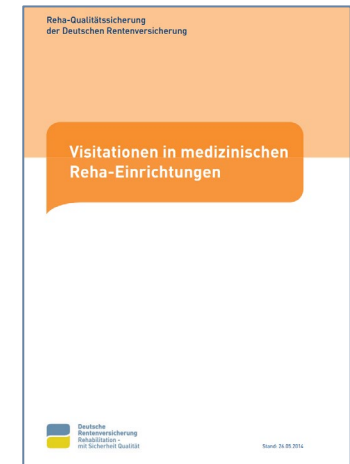 Reha-Qualitätssicherung
der Deutschen Rentenversicherung
Visitationen in medizinischen
Reha-Einrichtungen
Deutsche
Rentenversicherung
Rehabilitation -
mit Sicherheit Qualität
Stand: 26.05.2014